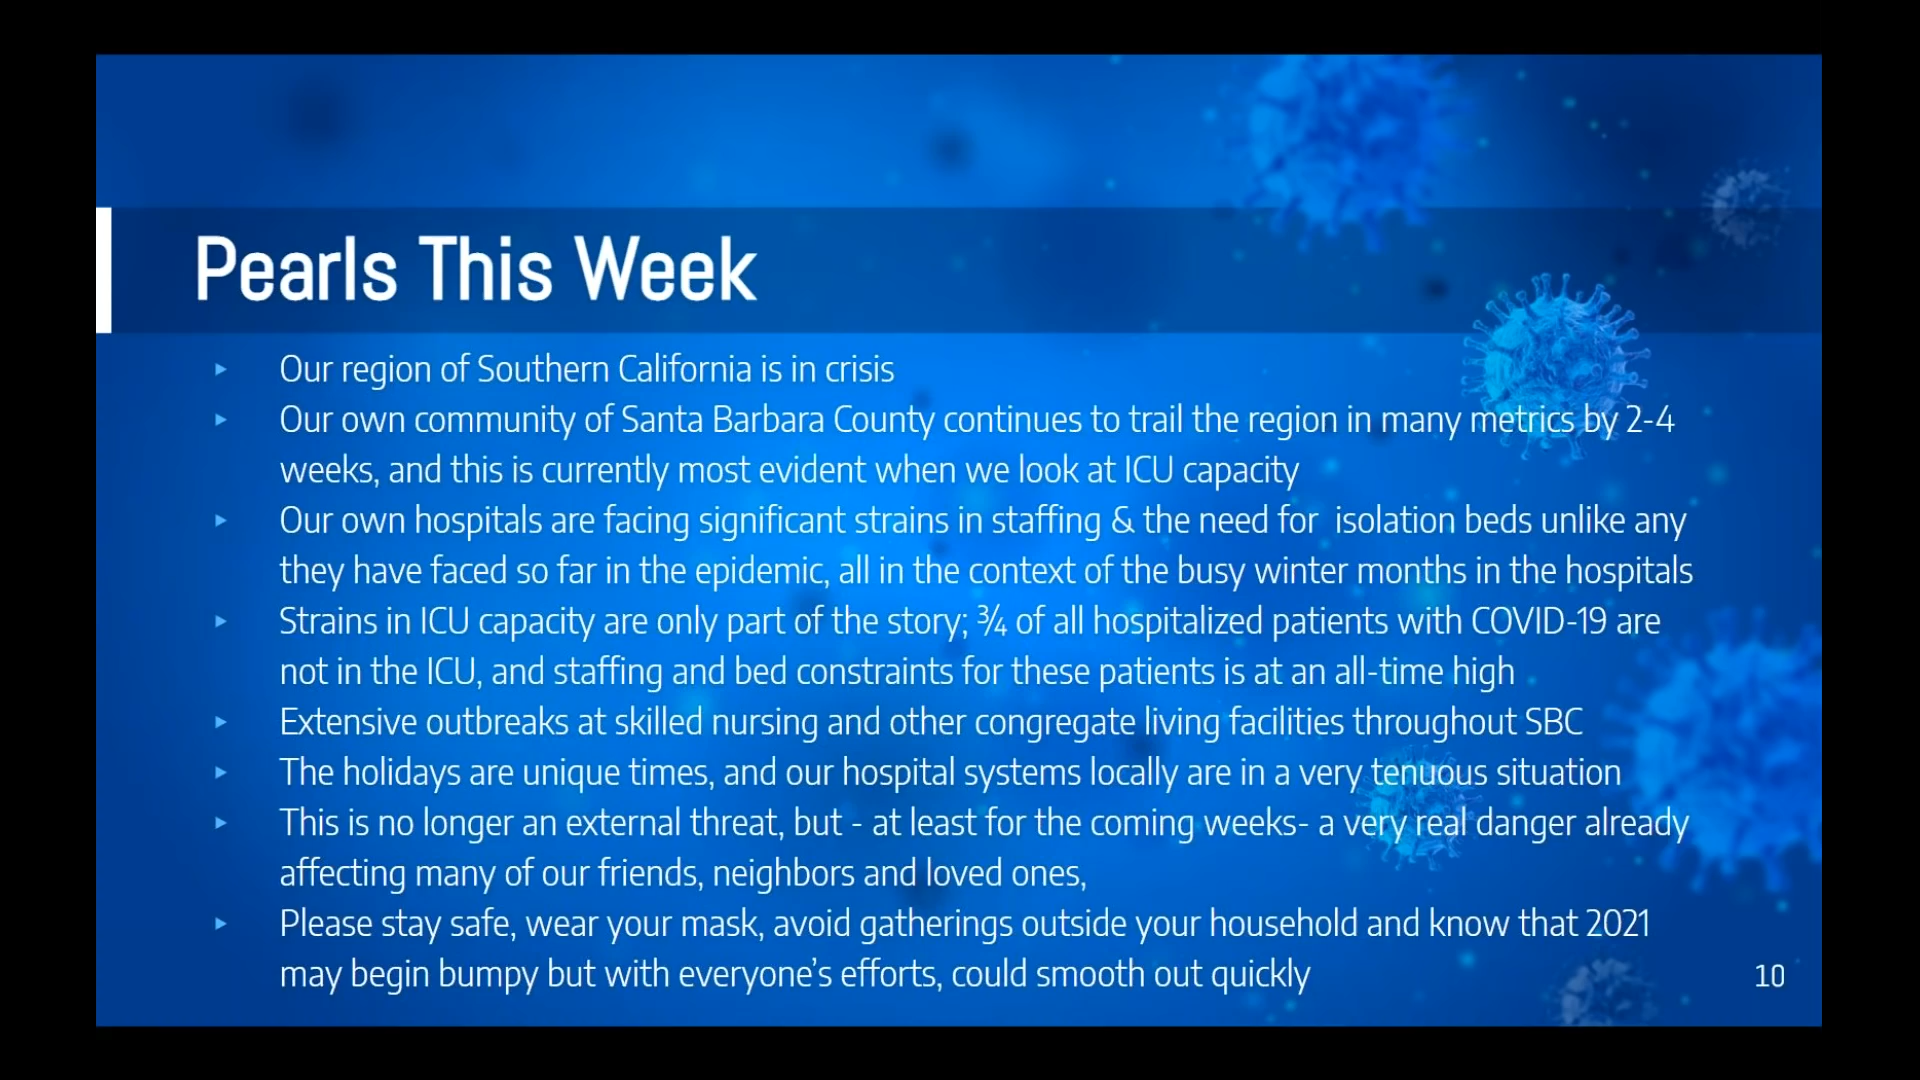 Pearls This Week
▸ Our region of Southern California is in crisis
▸ Our own community of Santa Barbara County continues to trail the region in many metrics by 2-4
weeks, and this is currently most evident when we look at ICU capacity
▸ Our own hospitals are facing significant strains in staffing & the need for  isolation beds unlike any
they have faced so far in the epidemic, all in the context of the busy winter months in the hospitals
▸ Strains in ICU capacity are only part of the story; ¾ of all hospitalized patients with COVID-19 are
not in the ICU, and staffing and bed constraints for these patients is at an all-time high
▸ Extensive outbreaks at skilled nursing and other congregate living facilities throughout SBC
▸ The holidays are unique times, and our hospital systems locally are in a very tenuous situation
▸ This is no longer an external threat, but - at least for the coming weeks- a very real danger already
affecting many of our friends, neighbors and loved ones,
▸ Please stay safe, wear your mask, avoid gatherings outside your household and know that 2021
may begin bumpy but with everyone’s efforts, could smooth out quickly
10